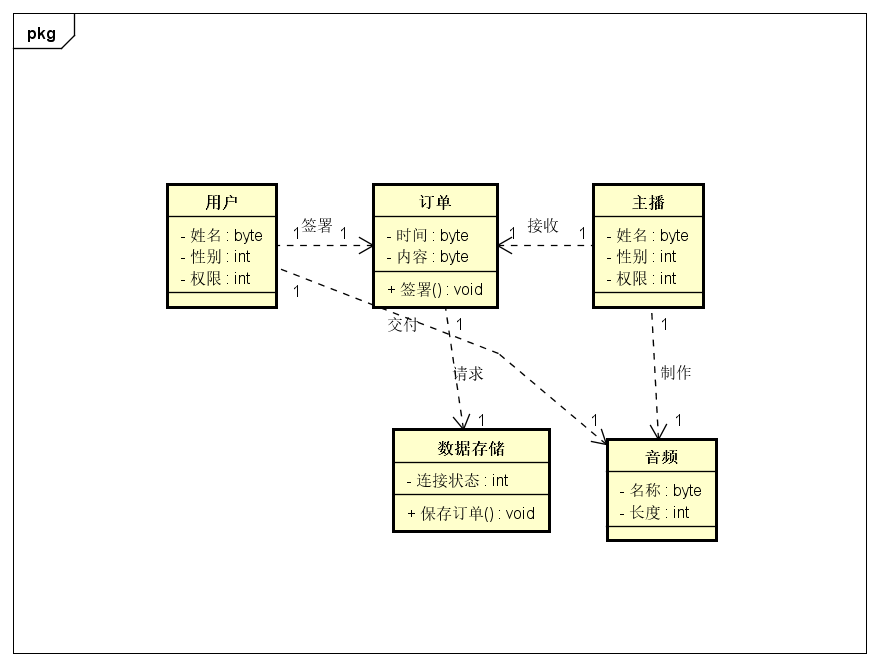 pkg
用户
- 姓名 : byte
- 性别 : int
- 权限 : int
1
签署
1
订单
- 时间 : byte
- 内容 : byte
+ 签署() : void
1
接收
1
主播
- 姓名 : byte
- 性别 : int
- 权限 : int
1
交付
1
1
请求
1
1
制作
1
数据存储
- 连接状态 : int
+ 保存订单() : void
音频
- 名称 : byte
- 长度 : int